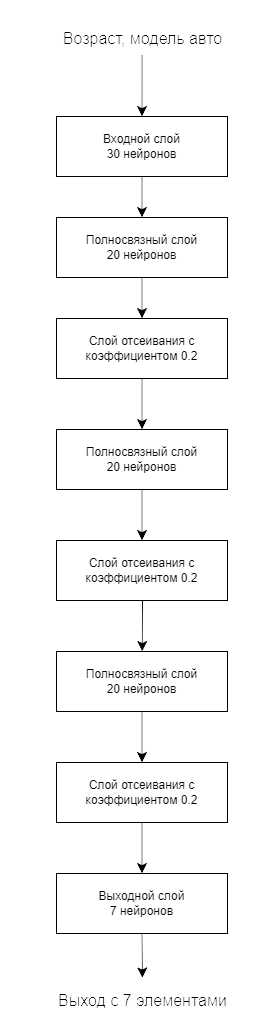 Возраст, модель авто
Входной слой
30 нейронов
Полносвязный слой
20 нейронов
Слой отсеивания с
коэффициентом 0.2
Полносвязный слой
20 нейронов
Слой отсеивания с
коэффициентом 0.2
Полносвязный слой
20 нейронов
Слой отсеивания с
коэффициентом 0.2
Выходной слой
7 нейронов
Выход с 7 элементами